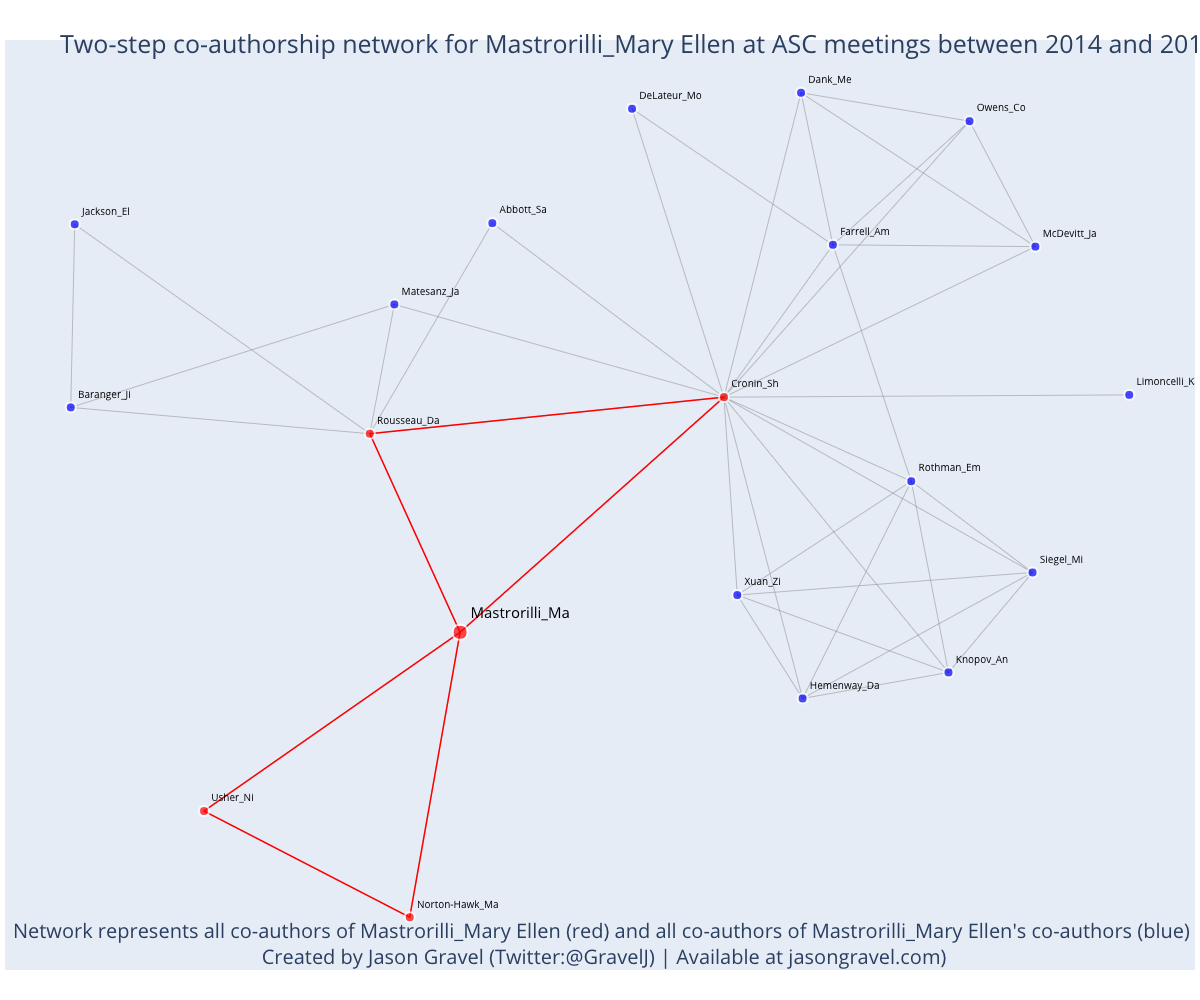 Two-step co-authorship network for Mastrorilli_Mary Ellen at ASC meetings between 2014 and 201
Dank_Me
DeLateur_Mo
Owens_Co
Jackson_El
Abbott_Sa
Farrell_Am
McDevitt_Ja
Matesanz_Ja
Cronin_Sh
Limoncelli_K
Baranger_Ji
Rousseau_Da
Rothman_Em
Siegel_Mi
Xuan_Zi
Mastrorilli_Ma
Knopov_An
Hemenway_Da
Usher_Ni
Norton-Hawk_Ma
Network represents all co-authors of Mastrorilli_Mary Ellen (red) and all co-authors of Mastrorilli_Mary Ellen's co-authors (blue)
Created by Jason Gravel (Twitter:@GravelJ) | Available at jasongravel.com)